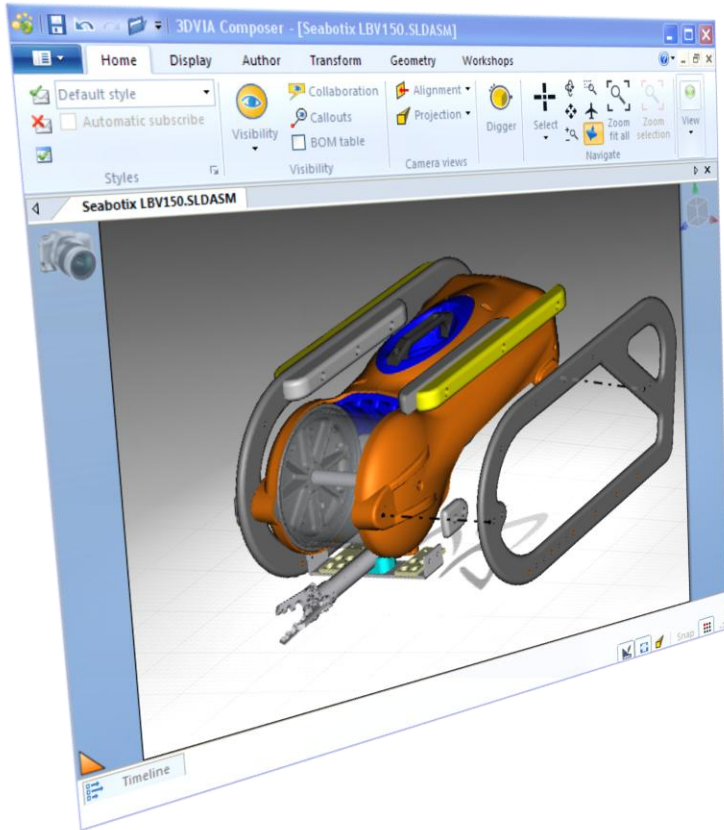 3DVIA Composer - [Seabotix LBV150.SLDASM]
Home Display Author Transform Geometry Workshops
Default style
Automatic subscribe
Styles
Visibility
Collaboration
Callouts
BOM table
Visibility
Alignment
Projection
Camera views
Digger
Select
Zoom fit all
Zoom selection
Navigate
View
Seabotix LBV150.SLDASM
Snap
Timeline